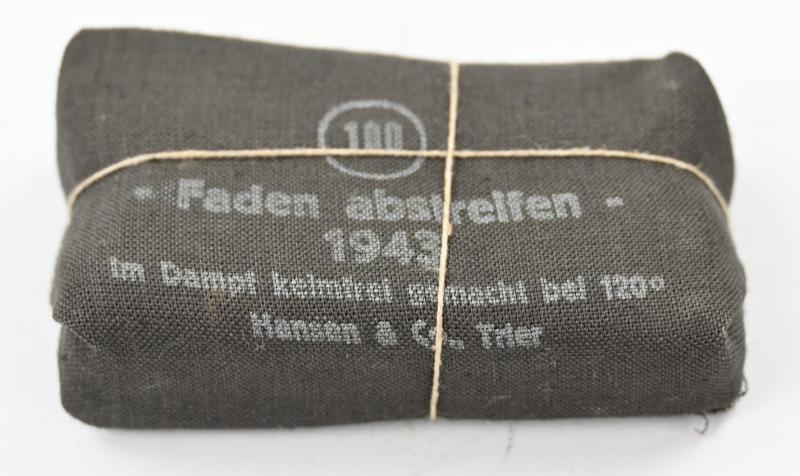 100
- Faden abstreifen -
1943
Im Dampf keimfrei gemacht bei 120°
Hansen & Co., Trier